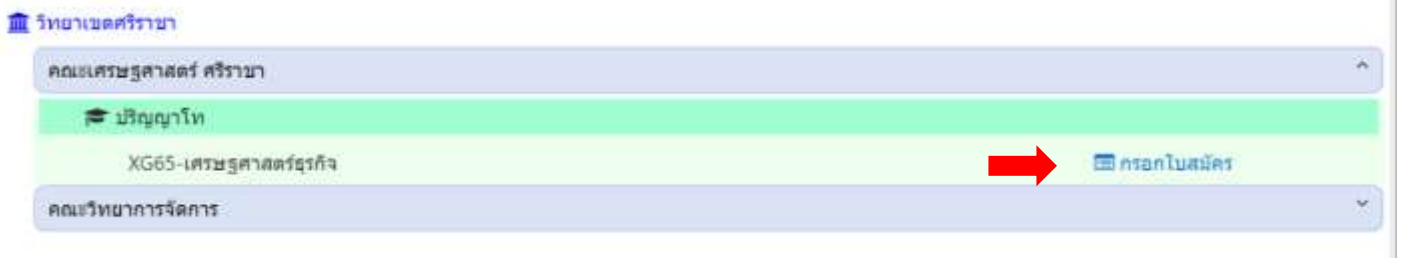 วิทยาเขตศรีราชา
คณะเศรษฐศาสตร์ ศรีราชา
ปริญญาโท
XG65-เศรษฐศาสตร์ธุรกิจ กรอกใบสมัคร
คณะวิทยาการจัดการ